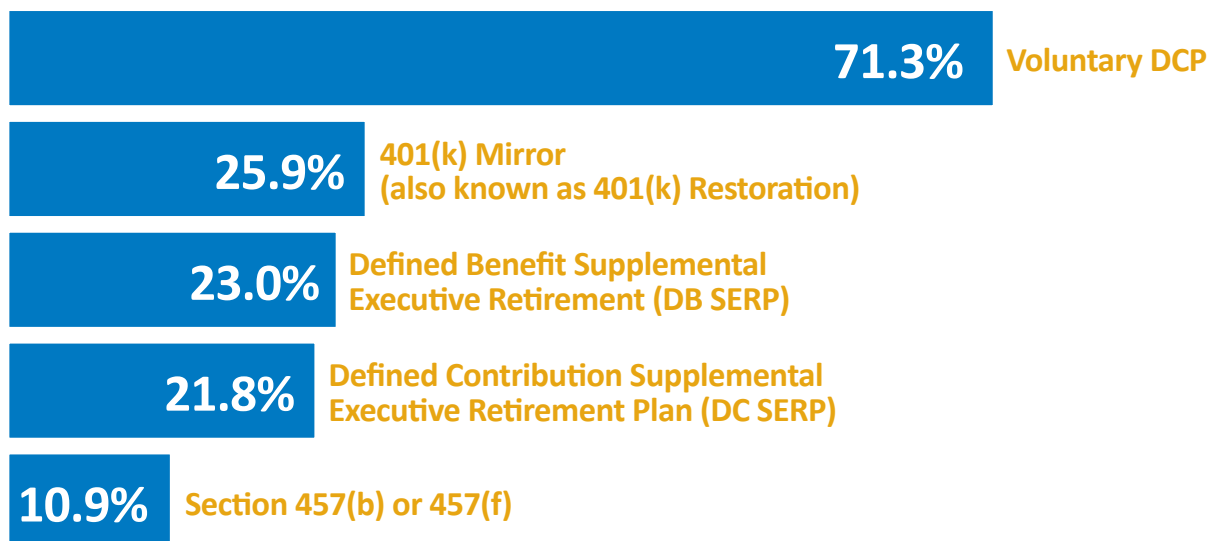 71.3% Voluntary DCP
25.9% 401(k) Mirror
(also known as 401(k) Restoration)
23.0% Defined Benefit Supplemental
Executive Retirement (DB SERP)
21.8% Defined Contribution Supplemental
Executive Retirement Plan (DC SERP)
10.9% Section 457(b) or 457(f)